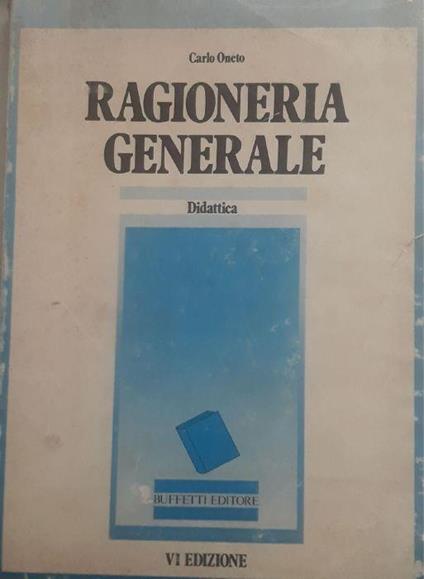 Carlo Oneto
RAGIONERIA
GENERALE
Didattica
BUFFETTI EDITORE
VI EDIZIONE